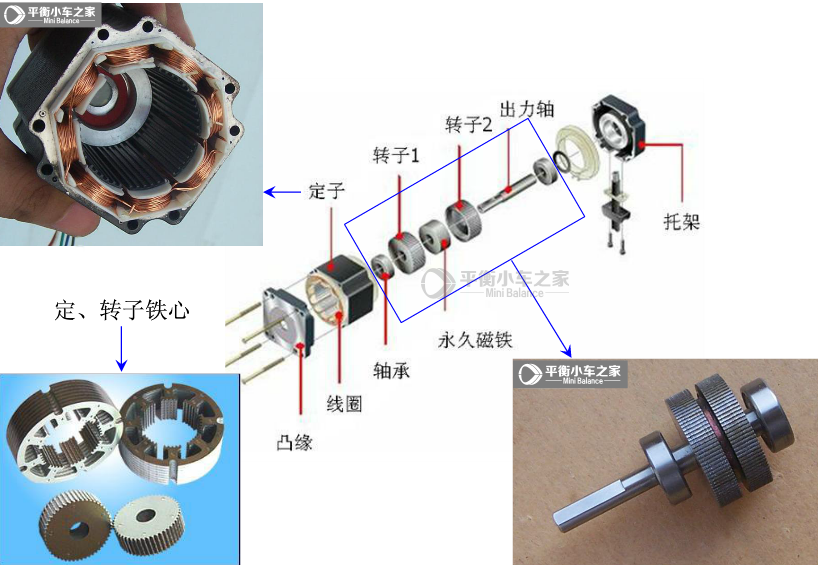 平衡小车之家
Mini Balance
出力轴
转子2
转子1
定子
托架
平衡小车之家
Mini Balance
定、转子铁心
永久磁铁
轴承
平衡小车之家
Mini Balance
线圈
凸缘